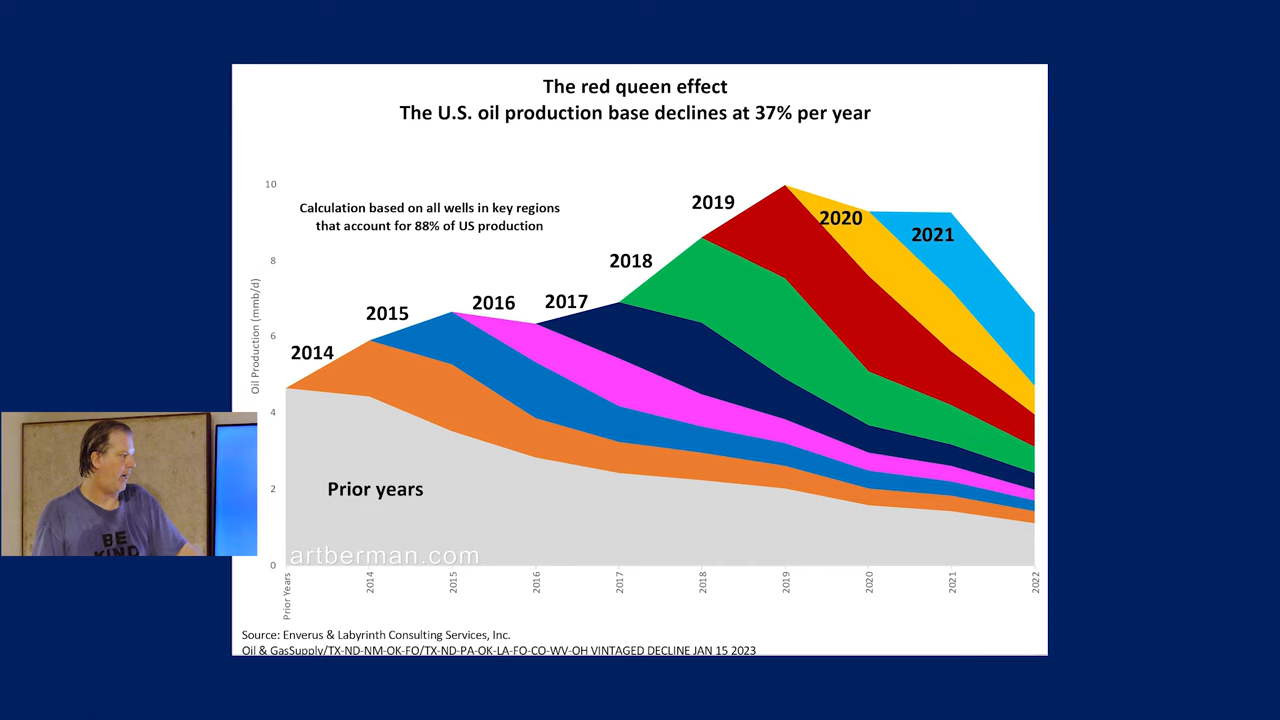 The red queen effect
The U.S. oil production base declines at 37% per year
Calculation based on all wells in key regions
that account for 88% of US production
10
8
6
4
2
0
Oil Production (mmb/d)
2014
2015
2016
2017
2018
2019
2020
2021
Prior years
artberman.com
Prior Years
2014
2015
2016
2017
2018
2019
2020
2021
2022
Source: Enverus & Labyrinth Consulting Services, Inc.
Oil & GasSupply/TX-ND-NM-OK-FO/TX-ND-PA-OK-LA-FO-CO-WV-OH VINTAGED DECLINE JAN 15 2023
BE
KIND